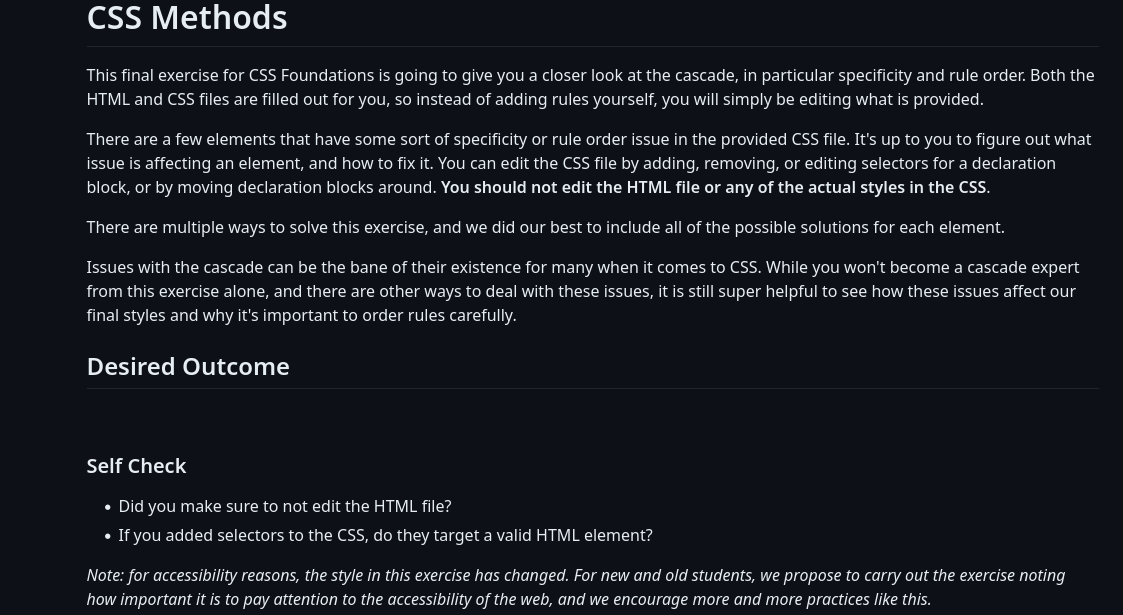 CSS Methods
This final exercise for CSS Foundations is going to give you a closer look at the cascade, in particular specificity and rule order. Both the
HTML and CSS files are filled out for you, so instead of adding rules yourself, you will simply be editing what is provided.
There are a few elements that have some sort of specificity or rule order issue in the provided CSS file. It's up to you to figure out what
issue is affecting an element, and how to fix it. You can edit the CSS file by adding, removing, or editing selectors for a declaration
block, or by moving declaration blocks around. You should not edit the HTML file or any of the actual styles in the CSS.
There are multiple ways to solve this exercise, and we did our best to include all of the possible solutions for each element.
Issues with the cascade can be the bane of their existence for many when it comes to CSS. While you won't become a cascade expert
from this exercise alone, and there are other ways to deal with these issues, it is still super helpful to see how these issues affect our
final styles and why it's important to order rules carefully.
Desired Outcome
Self Check
• Did you make sure to not edit the HTML file?
• If you added selectors to the CSS, do they target a valid HTML element?
Note: for accessibility reasons, the style in this exercise has changed. For new and old students, we propose to carry out the exercise noting
how important it is to pay attention to the accessibility of the web, and we encourage more and more practices like this.